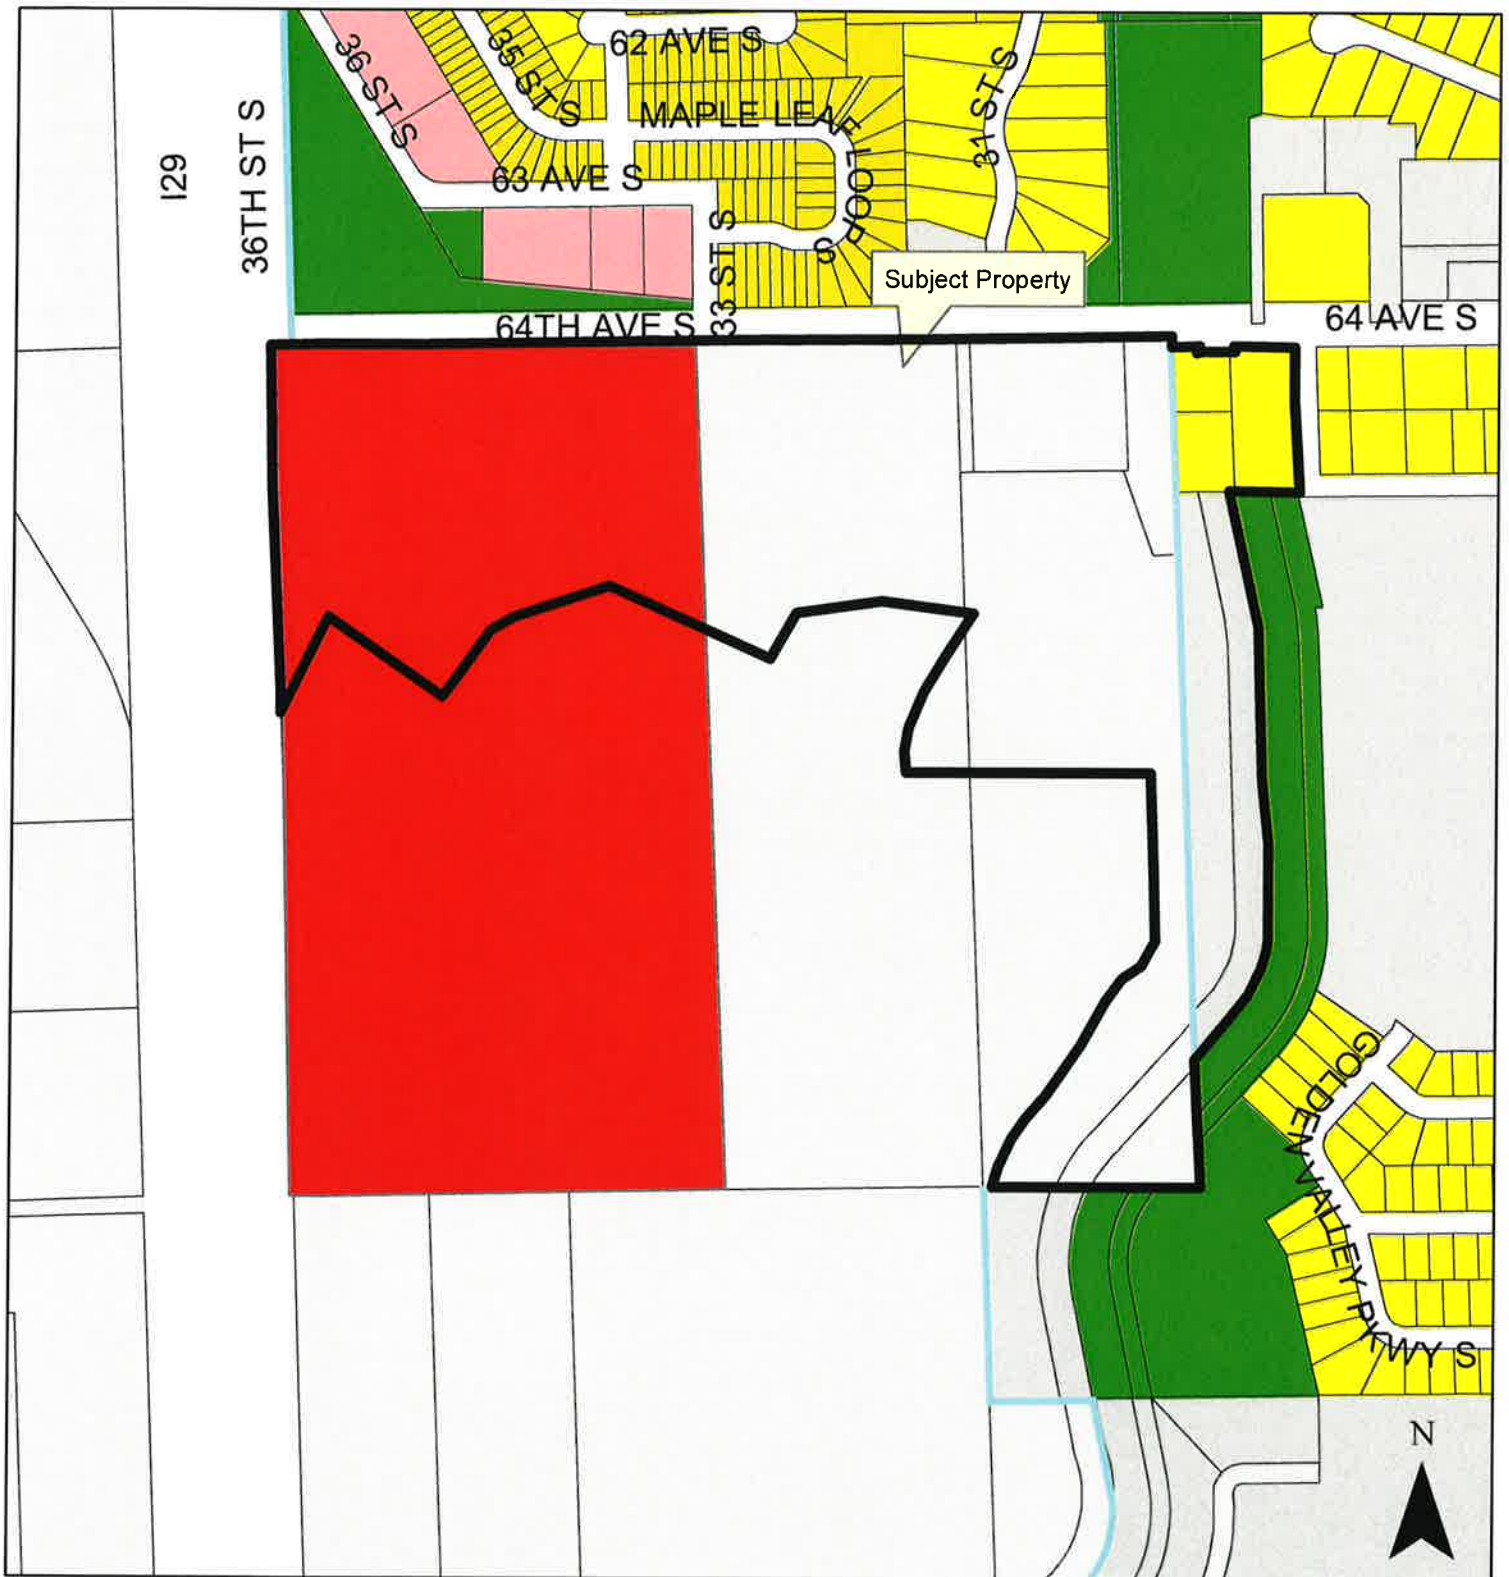 62 AVE S
36 ST S
35 ST S
MAPLE LEAF LOOP S
31 ST S
I29
36TH ST S
63 AVE S
33 ST S
Subject Property
64TH AVE S
64 AVE S
GOLDEN VALLEY PKWY S
N